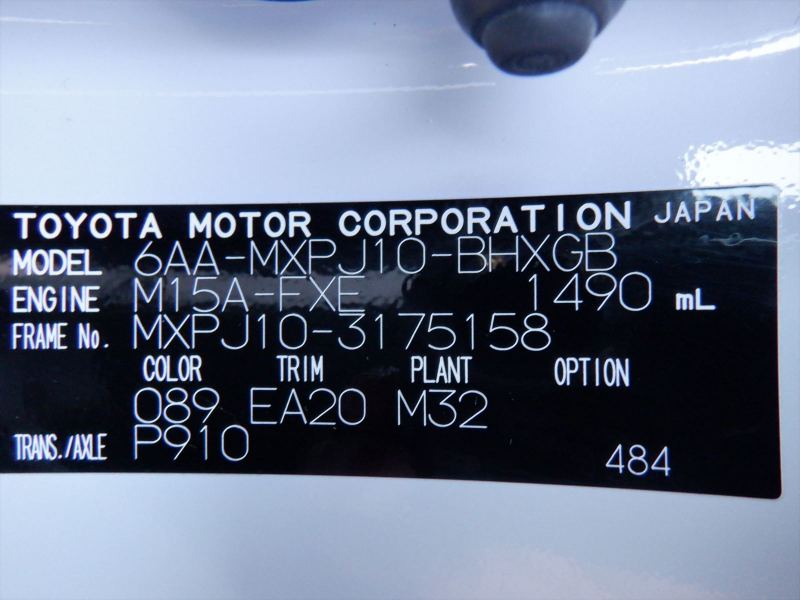 TOYOTA MOTOR CORPORATION JAPAN
MODEL 6AA-MXPJ10-BHXGB
ENGINE M15A-FXE 1490 mL
FRAME No. MXPJ10-3175158
COLOR TRIM PLANT OPTION
089 EA20 M32
TRANS./AXLE P910
484